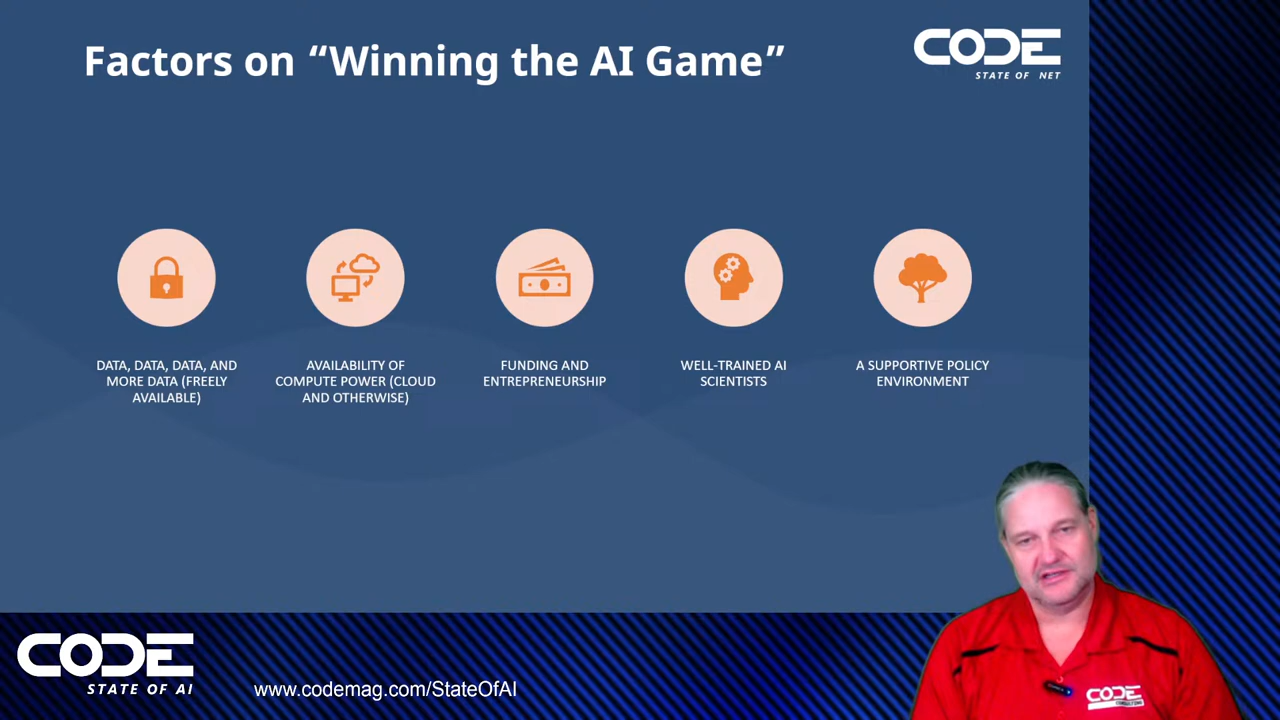 Factors on “Winning the AI Game”
CODE
STATE OF NET
DATA, DATA, DATA, AND
MORE DATA (FREELY
AVAILABLE)
AVAILABILITY OF
COMPUTE POWER (CLOUD
AND OTHERWISE)
FUNDING AND
ENTREPRENEURSHIP
WELL-TRAINED AI
SCIENTISTS
A SUPPORTIVE POLICY
ENVIRONMENT
CODE
STATE OF AI
www.codemag.com/StateOfAI
CODE
CONSULTING